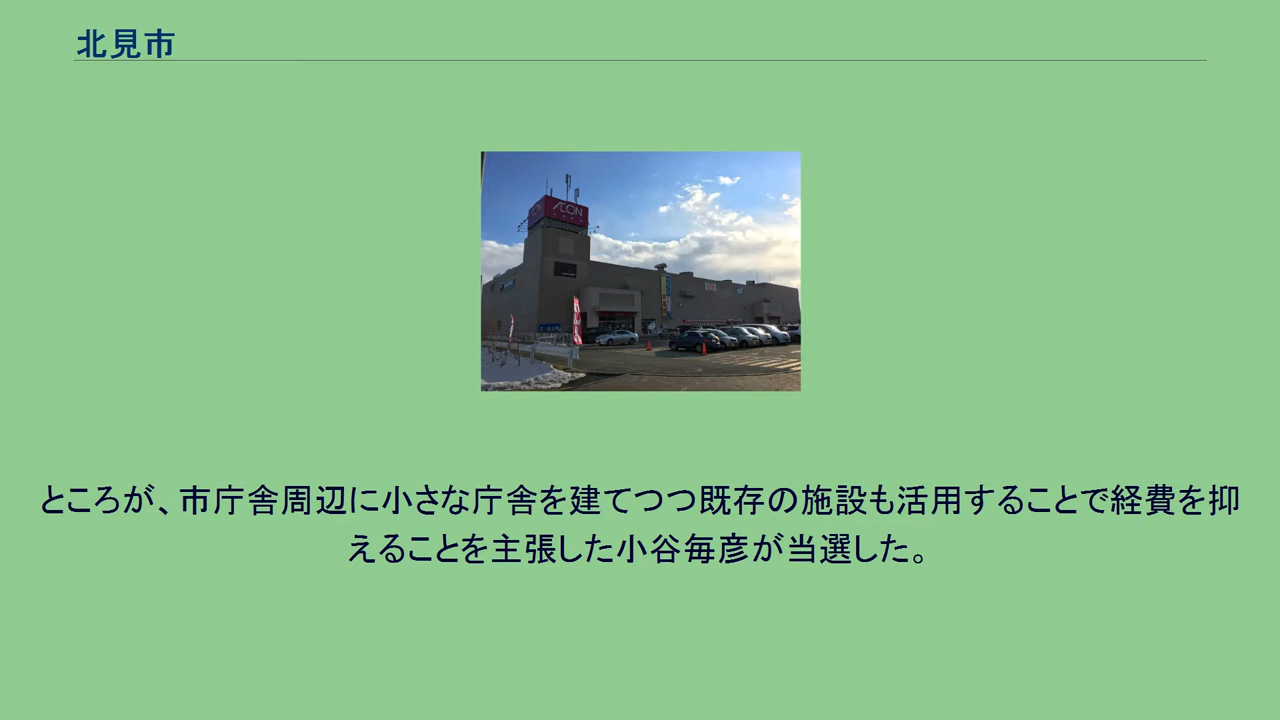 北見市
ÆON
ところが、市庁舎周辺に小さな庁舎を建てつつ既存の施設も活用することで経費を抑
えることを主張した小谷毎彦が当選した。